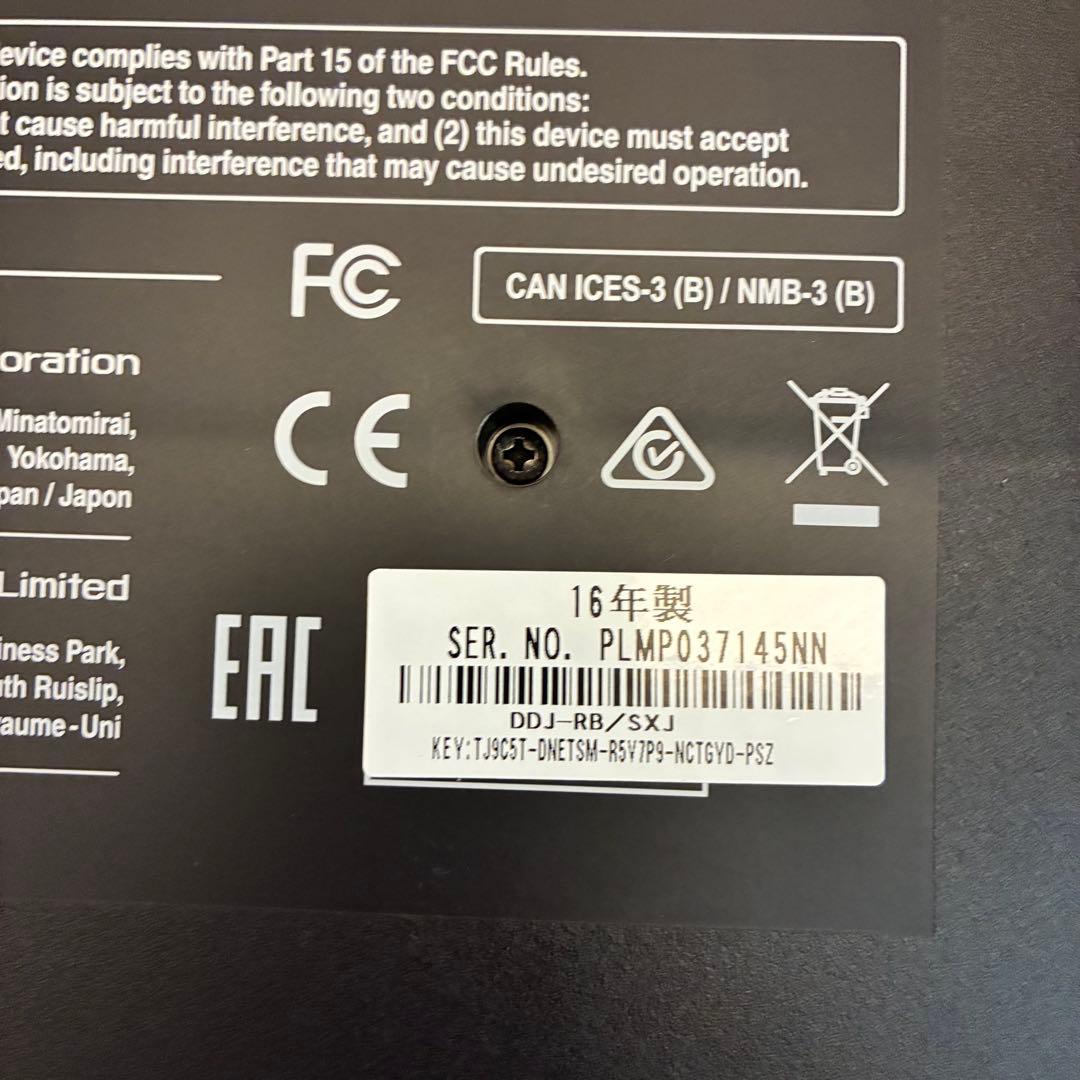 evice complies with Part 15 of the FCC Rules.
ion is subject to the following two conditions:
t cause harmful interference, and (2) this device must accept
ed, including interference that may cause undesired operation.
FC
CAN ICES-3 (B) / NMB-3 (B)
oration
Minatomirai,
Yokohama,
pan / Japon
CE
Limited
iness Park,
uth Ruislip,
aume-Uni
EAC
16年製
SER. NO. PLMP037145NN
DDJ-RB/SXJ
KEY:TJ9C5T-DNETSM-R5V7P9-NCTGYD-PSZ